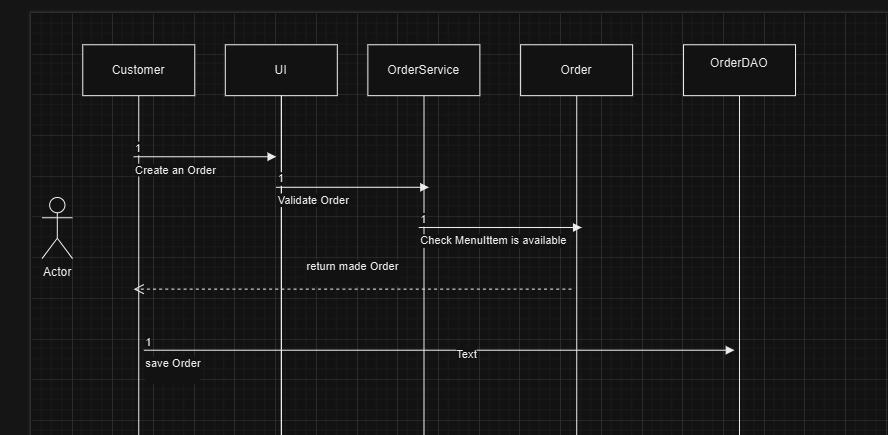 Customer
UI
OrderService
Order
OrderDAO
1
Create an Order
1
Validate Order
1
Check MenuItem is available
Actor
return made Order
1
Text
save Order